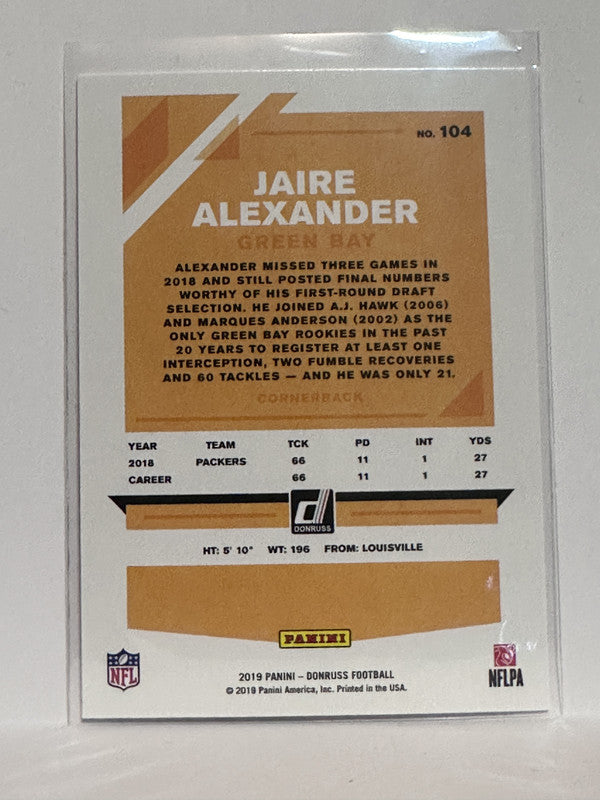 NO. 104
JAIRE
ALEXANDER
GREEN BAY
ALEXANDER MISSED THREE GAMES IN
2018 AND STILL POSTED FINAL NUMBERS
WORTHY OF HIS FIRST-ROUND DRAFT
SELECTION. HE JOINED A.J. HAWK (2006)
AND MARQUES ANDERSON (2002) AS THE
ONLY GREEN BAY ROOKIES IN THE PAST
20 YEARS TO REGISTER AT LEAST ONE
INTERCEPTION, TWO FUMBLE RECOVERIES
AND 60 TACKLES — AND HE WAS ONLY 21.
CORNERBACK
YEAR TEAM TCK PD INT YDS
2018 PACKERS 66 11 1 27
CAREER 66 11 1 27
DONRUSS
HT: 5' 10" WT: 196 FROM: LOUISVILLE
PANINI
NFL
NFLPA
2019 PANINI – DONRUSS FOOTBALL
© 2019 Panini America, Inc. Printed in the USA.